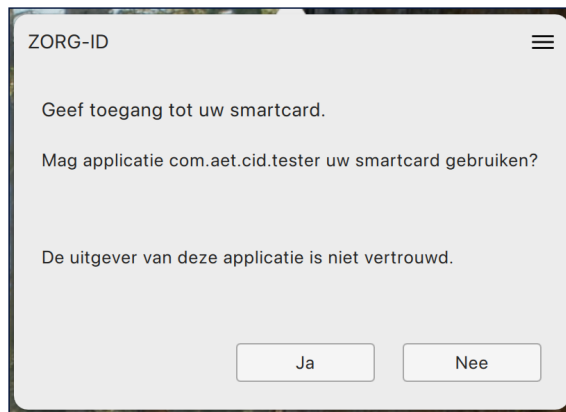 ZORG-ID
Geef toegang tot uw smartcard.
Mag applicatie com.aet.cid.tester uw smartcard gebruiken?
De uitgever van deze applicatie is niet vertrouwd.
Ja
Nee